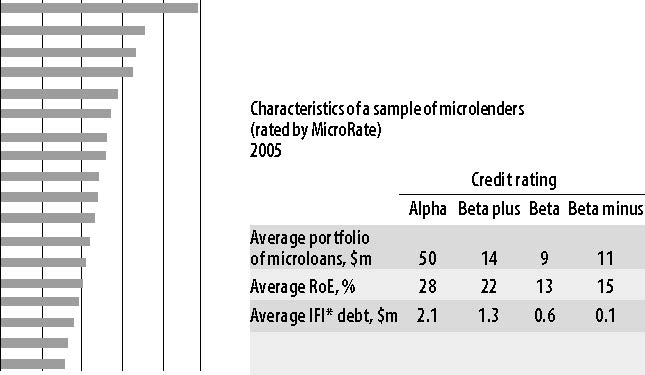 Characteristics of a sample of microlenders
(rated by MicroRate)
2005
Credit rating
Alpha Beta plus Beta Beta minus
Average portfolio
of microloans, $m 50 14 9 11
Average RoE, % 28 22 13 15
Average IFI* debt, $m 2.1 1.3 0.6 0.1